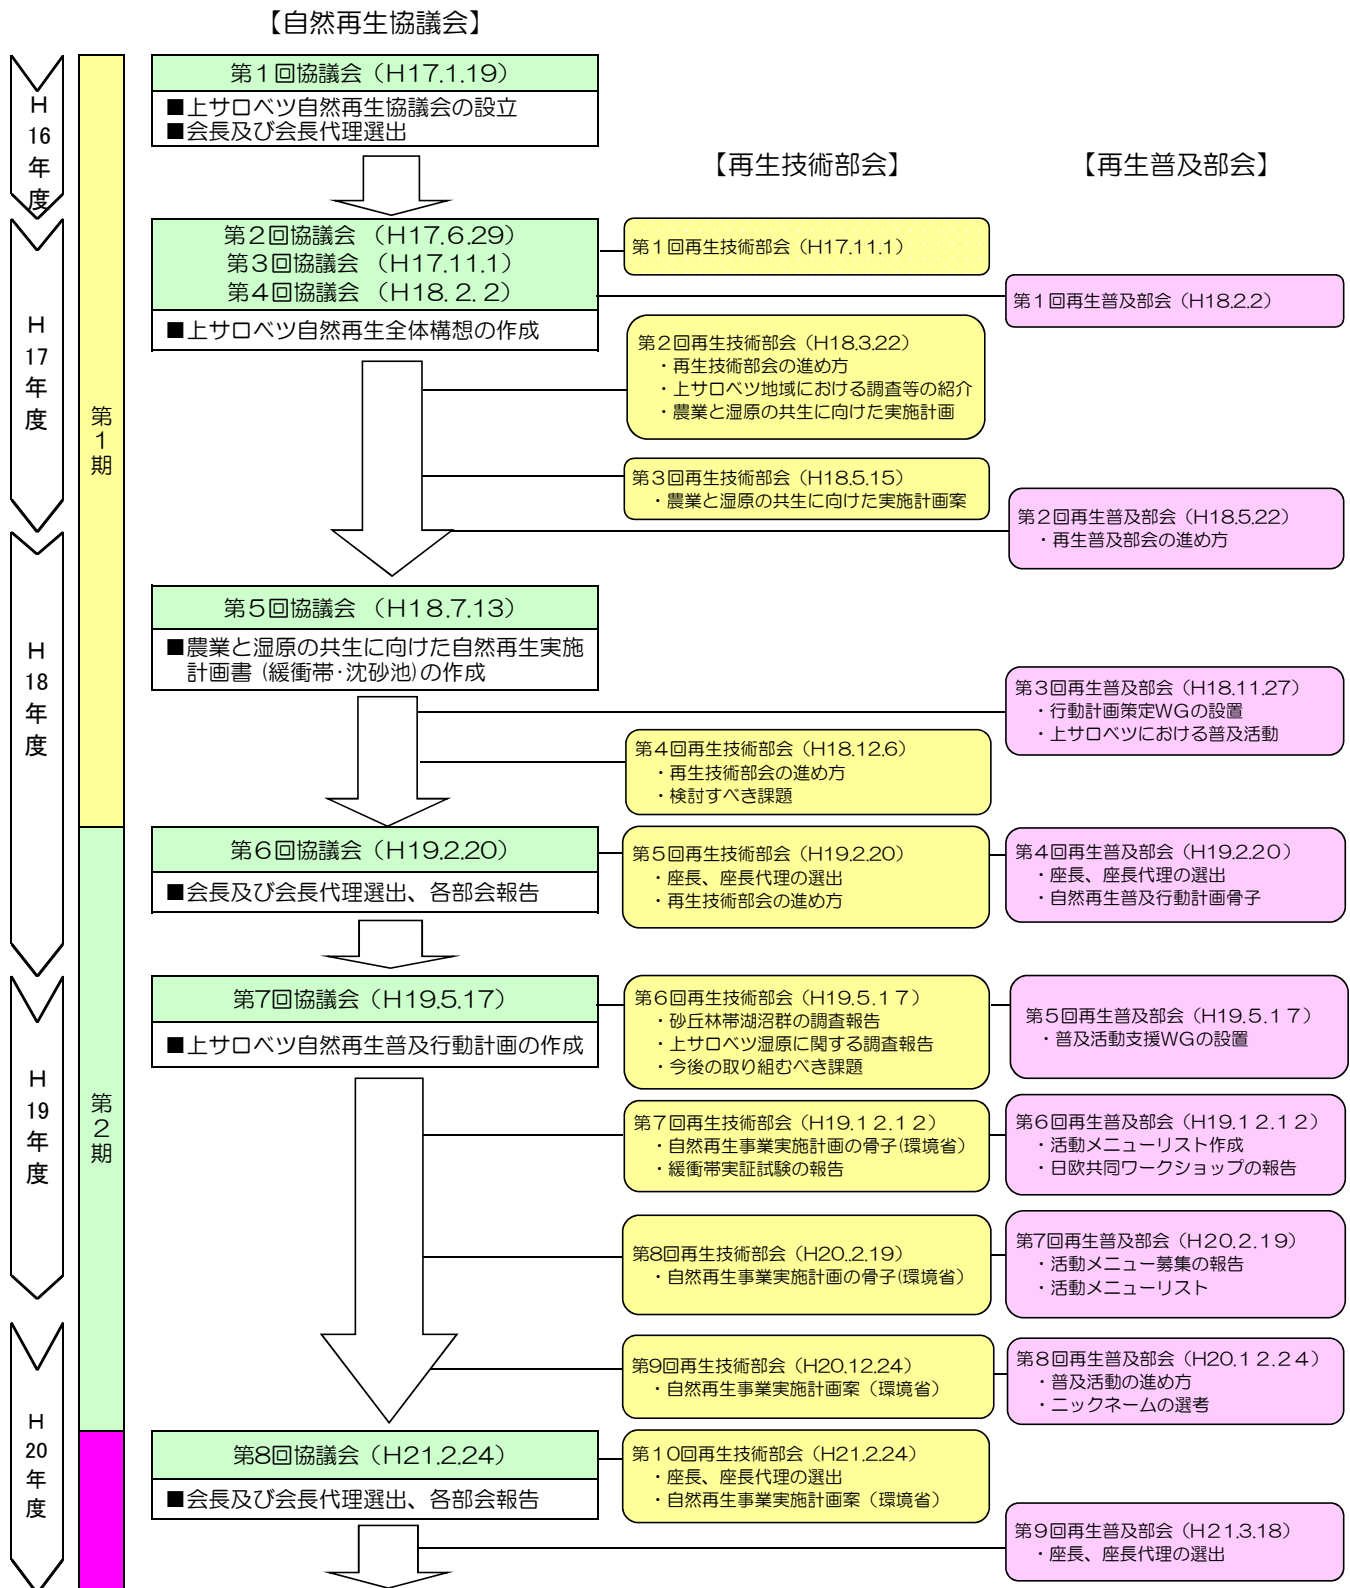 【自然再生協議会】
H
16
年
度
第1回協議会（H17.1.19）
■上サロベツ自然再生協議会の設立
■会長及び会長代理選出
【再生技術部会】
【再生普及部会】
H
17
年
度
第
1
期
第2回協議会 （H17.6.29）
第3回協議会 （H17.11.1）
第4回協議会 （H18.2.2）
■上サロベツ自然再生全体構想の作成
第1回再生技術部会（H17.11.1）
第1回再生普及部会（H18.2.2）
第2回再生技術部会（H18.3.22）
・再生技術部会の進め方
・上サロベツ地域における調査等の紹介
・農業と湿原の共生に向けた実施計画
第3回再生技術部会（H18.5.15）
・農業と湿原の共生に向けた実施計画案
第2回再生普及部会（H18.5.22）
・再生普及部会の進め方
H
18
年
度
第5回協議会 （H18.7.13）
■農業と湿原の共生に向けた自然再生実施
計画書（緩衝帯・沈砂池）の作成
第3回再生普及部会（H18.11.27）
・行動計画策定WGの設置
・上サロベツにおける普及活動
第4回再生技術部会（H18.12.6）
・再生技術部会の進め方
・検討すべき課題
第6回協議会（H19.2.20）
■会長及び会長代理選出、各部会報告
第5回再生技術部会（H19.2.20）
・座長、座長代理の選出
・再生技術部会の進め方
第4回再生普及部会（H19.2.20）
・座長、座長代理の選出
・自然再生普及行動計画骨子
H
19
年
度
第
2
期
第7回協議会（H19.5.17）
■上サロベツ自然再生普及行動計画の作成
第6回再生技術部会（H19.5.17）
・砂丘林帯湖沼群の調査報告
・上サロベツ湿原に関する調査報告
・今後の取り組むべき課題
第5回再生普及部会（H19.5.17）
・普及活動支援WGの設置
第7回再生技術部会（H19.12.12）
・自然再生事業実施計画の骨子(環境省)
・緩衝帯実証試験の報告
第6回再生普及部会（H19.12.12）
・活動メニューリスト作成
・日欧共同ワークショップの報告
第8回再生技術部会（H20.2.19）
・自然再生事業実施計画の骨子(環境省)
第7回再生普及部会（H20.2.19）
・活動メニュー募集の報告
・活動メニューリスト
第9回再生技術部会（H20.12.24）
・自然再生事業実施計画案（環境省）
第8回再生普及部会（H20.12.24）
・普及活動の進め方
・ニックネームの選考
H
20
年
度
第8回協議会（H21.2.24）
■会長及び会長代理選出、各部会報告
第10回再生技術部会（H21.2.24）
・座長、座長代理の選出
・自然再生事業実施計画案（環境省）
第9回再生普及部会（H21.3.18）
・座長、座長代理の選出